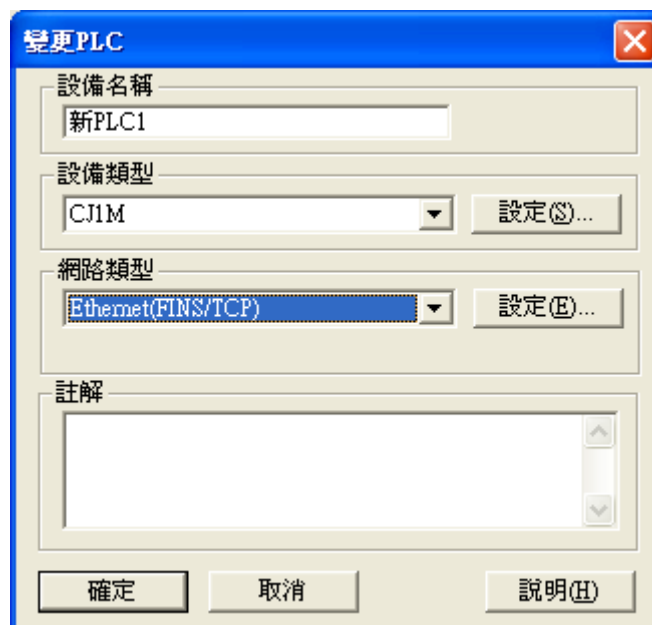 變更PLC
設備名稱
新PLC1
設備類型
CJ1M
設定(S)...
網路類型
Ethernet(FINS/TCP)
設定(E)...
註解
確定
取消
說明(H)